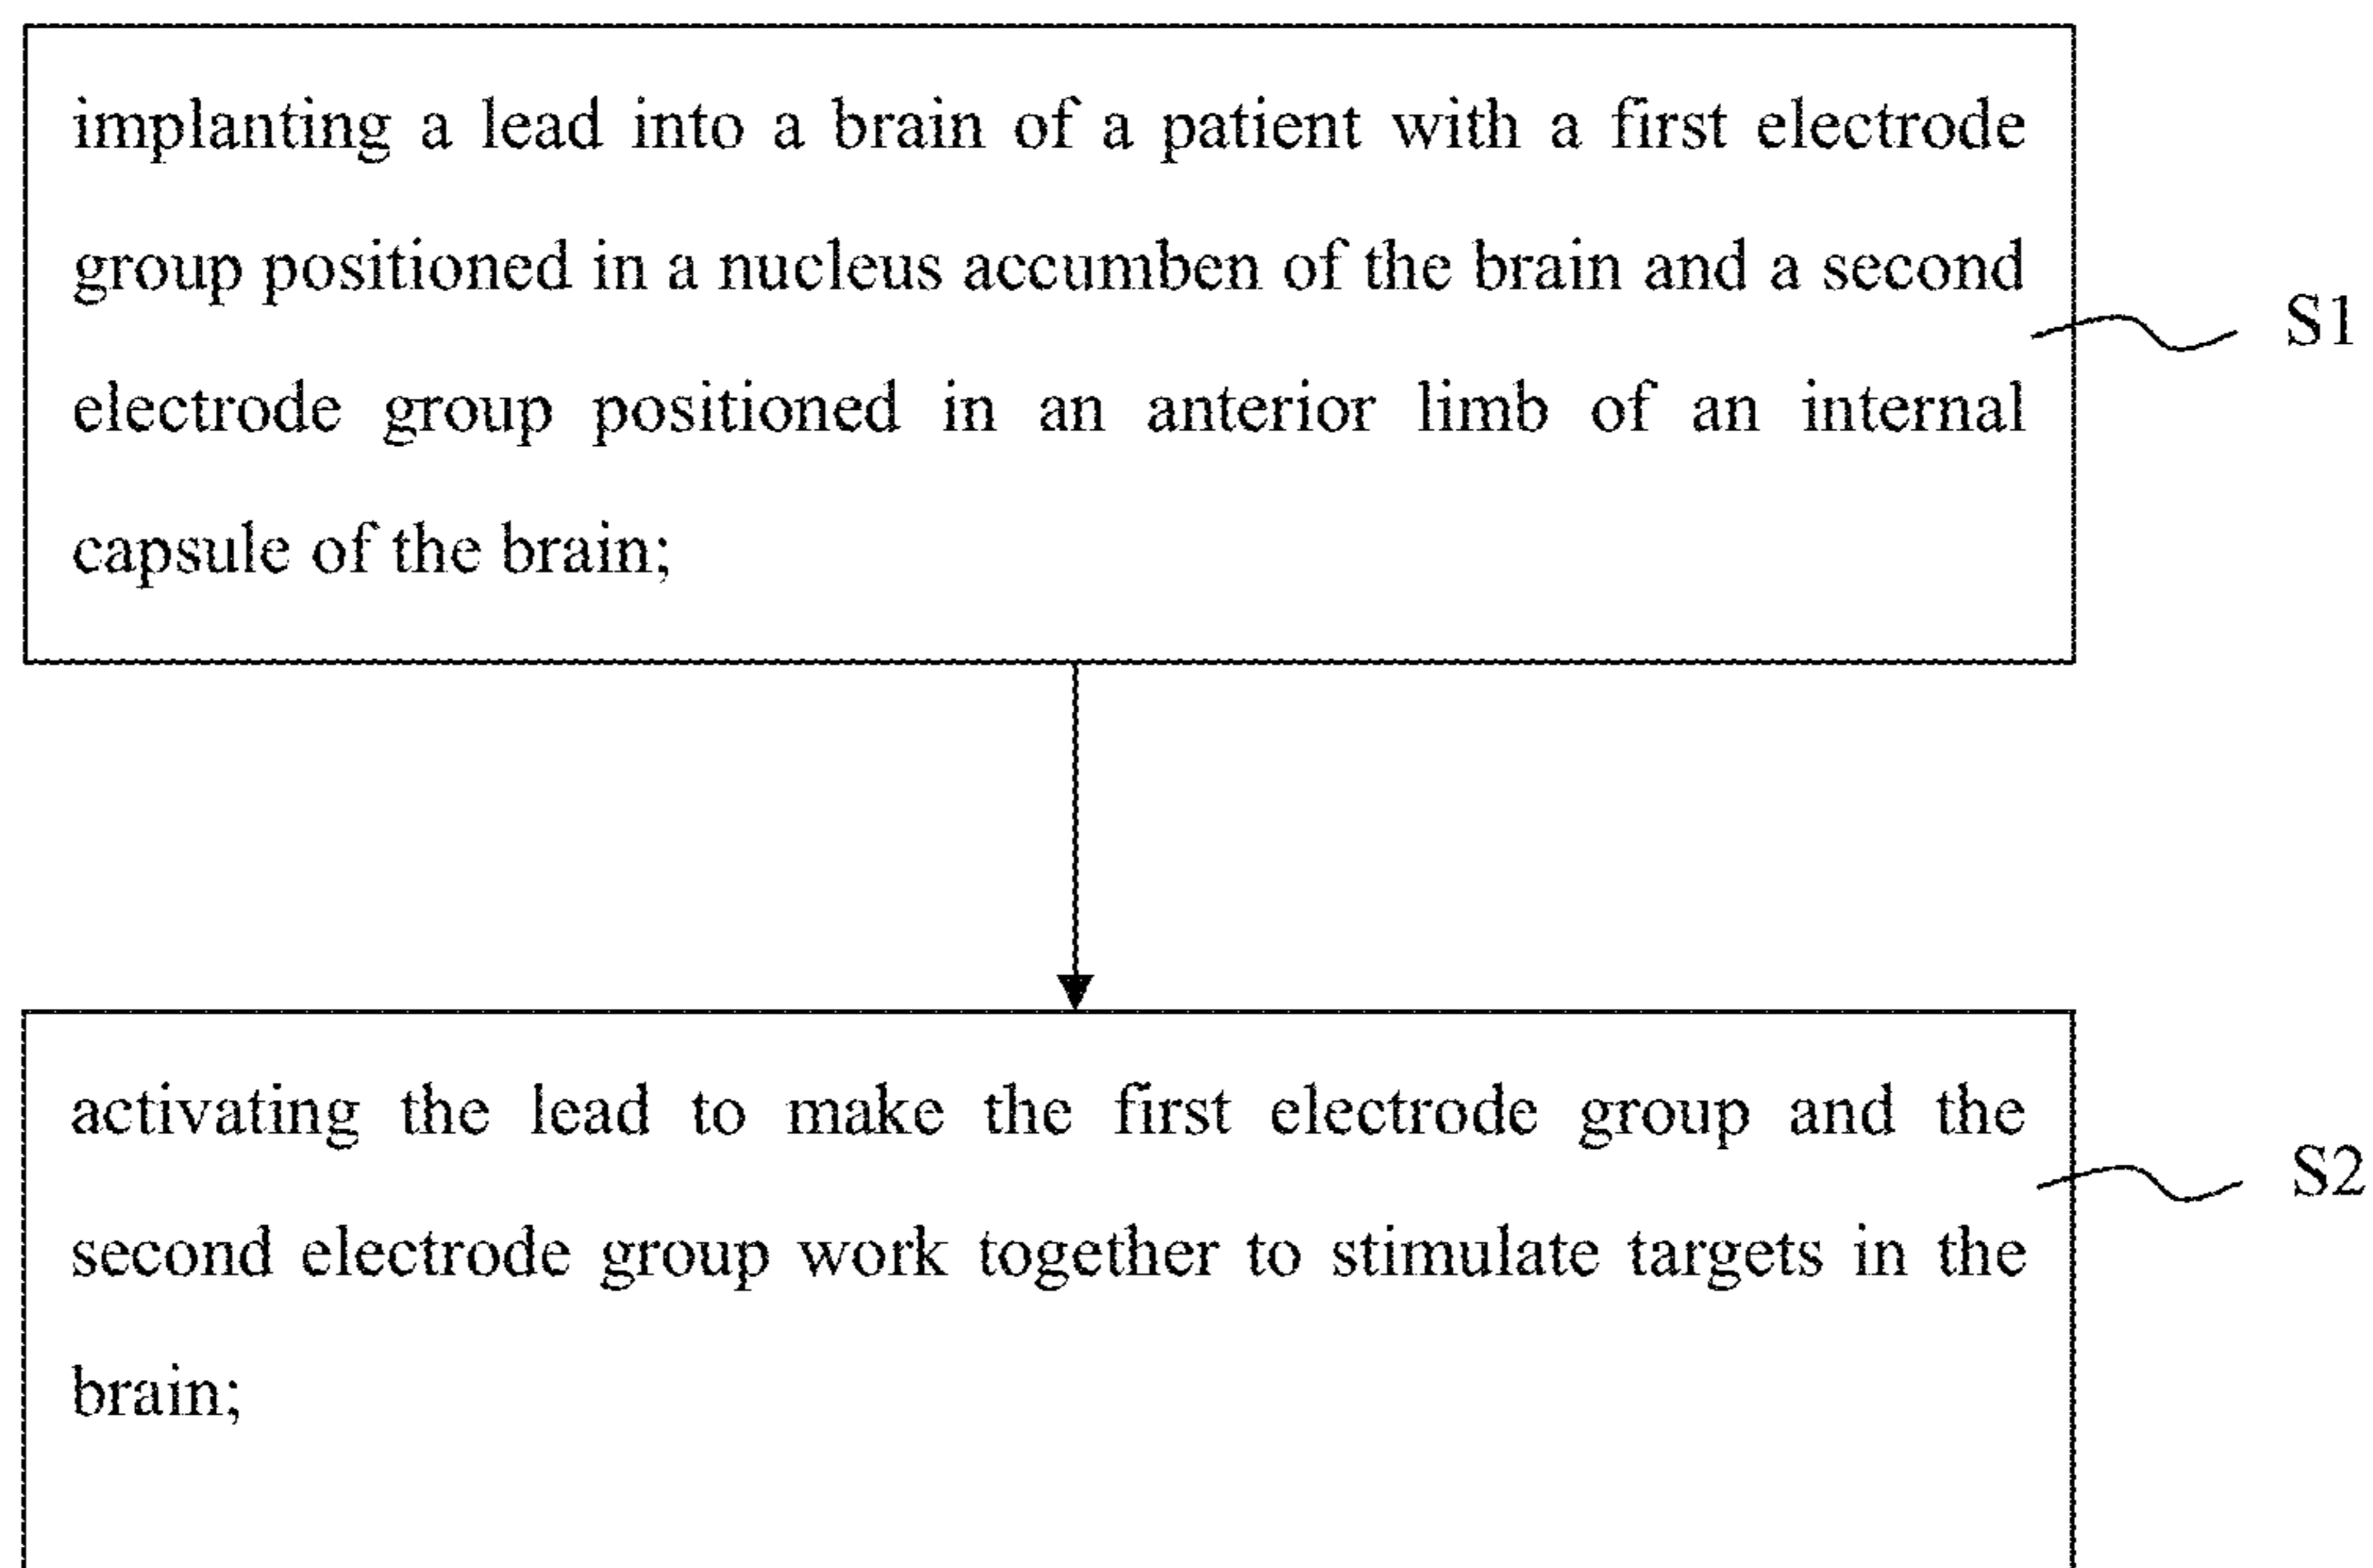 implanting a lead into a brain of a patient with a first electrode
group positioned in a nucleus accumben of the brain and a second
electrode group positioned in an anterior limb of an internal
capsule of the brain;
S1
activating the lead to make the first electrode group and the
second electrode group work together to stimulate targets in the
brain;
S2